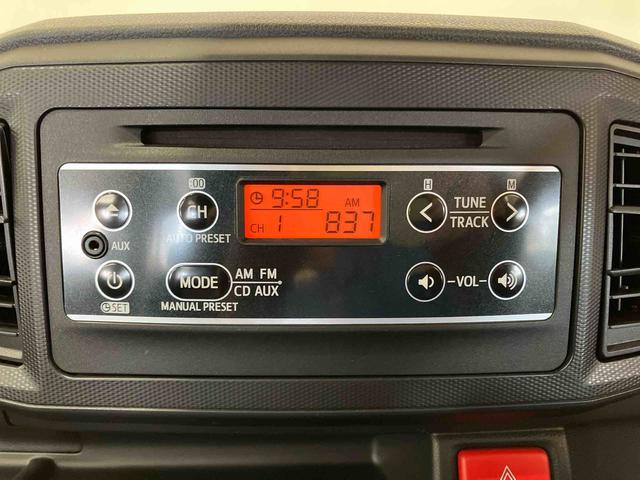 :00
H
M
9:58 AM
CH 1 837
CH
TUNE
TRACK
AUX
AUTO PRESET
MODE
AM FM
CD AUX
MANUAL PRESET
-VOL-
SET